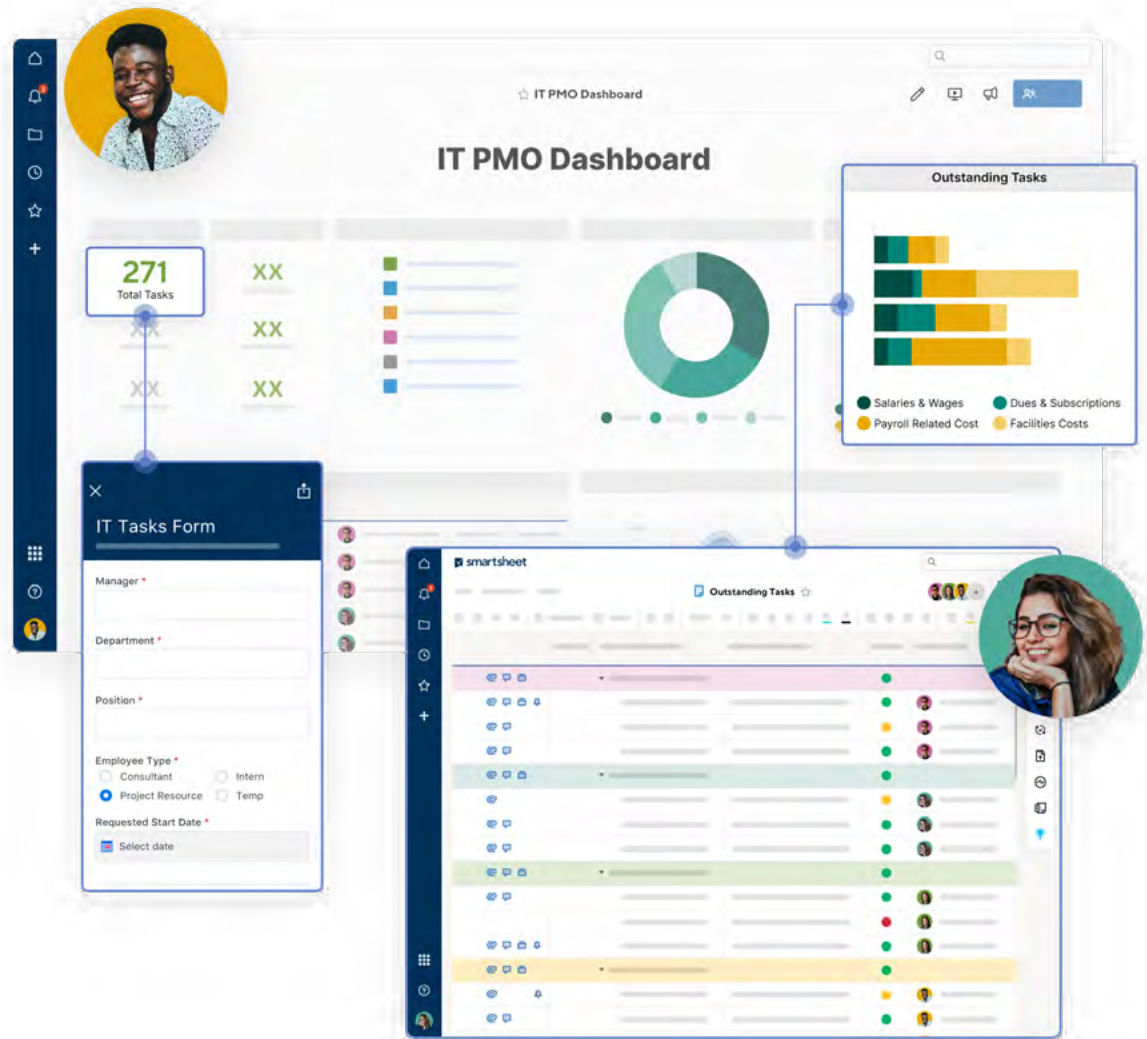 IT PMO Dashboard
IT PMO Dashboard
271
Total Tasks
XX
XX
XX
XX
XX
Outstanding Tasks
Salaries & Wages
Dues & Subscriptions
Payroll Related Cost
Facilities Costs
IT Tasks Form
Manager *
Department *
Position *
Employee Type *
Consultant
Intern
Project Resource
Temp
Requested Start Date *
Select date
smartsheet
Outstanding Tasks